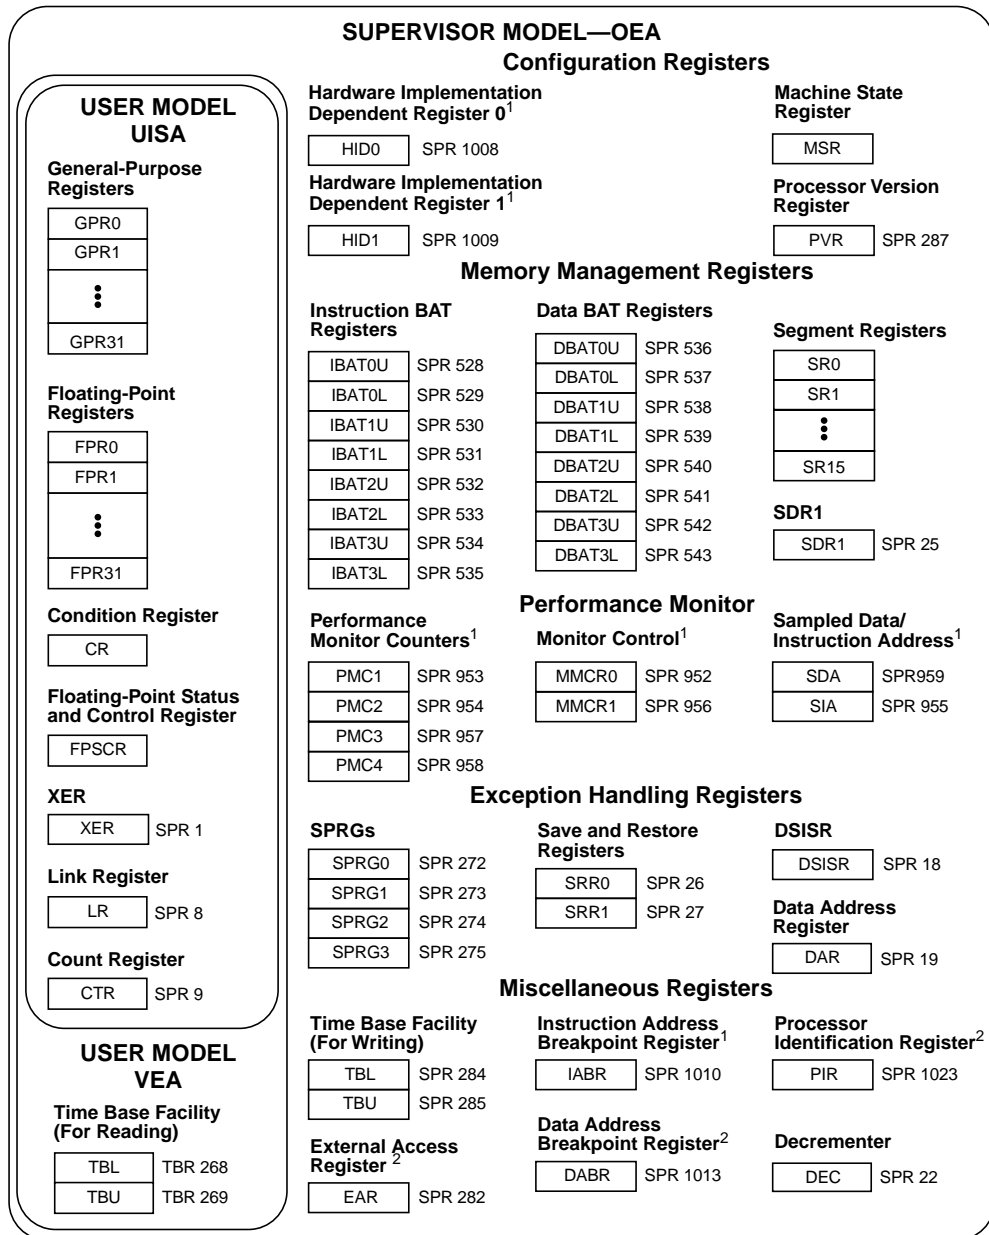 SUPERVISOR MODEL—OEA
Configuration Registers
USER MODEL
UISA
General-Purpose
Registers
GPR0
GPR1
GPR31
Floating-Point
Registers
FPR0
FPR1
FPR31
Condition Register
CR
Floating-Point Status
and Control Register
FPSCR
XER
XER SPR 1
Link Register
LR SPR 8
Count Register
CTR SPR 9
USER MODEL
VEA
Time Base Facility
(For Reading)
TBL TBR 268
TBU TBR 269
Hardware Implementation
Dependent Register 0¹
HID0 SPR 1008
Hardware Implementation
Dependent Register 1¹
HID1 SPR 1009
Machine State
Register
MSR
Processor Version
Register
PVR SPR 287
Memory Management Registers
Instruction BAT
Registers
IBAT0U SPR 528
IBAT0L SPR 529
IBAT1U SPR 530
IBAT1L SPR 531
IBAT2U SPR 532
IBAT2L SPR 533
IBAT3U SPR 534
IBAT3L SPR 535
Data BAT Registers
DBAT0U SPR 536
DBAT0L SPR 537
DBAT1U SPR 538
DBAT1L SPR 539
DBAT2U SPR 540
DBAT2L SPR 541
DBAT3U SPR 542
DBAT3L SPR 543
Segment Registers
SR0
SR1
SR15
SDR1
SDR1 SPR 25
Performance Monitor
Performance
Monitor Counters¹
PMC1 SPR 953
PMC2 SPR 954
PMC3 SPR 957
PMC4 SPR 958
Monitor Control¹
MMCR0 SPR 952
MMCR1 SPR 956
Sampled Data/
Instruction Address¹
SDA SPR959
SIA SPR 955
Exception Handling Registers
SPRGs
SPRG0 SPR 272
SPRG1 SPR 273
SPRG2 SPR 274
SPRG3 SPR 275
Save and Restore
Registers
SRR0 SPR 26
SRR1 SPR 27
DSISR
DSISR SPR 18
Data Address
Register
DAR SPR 19
Miscellaneous Registers
Time Base Facility
(For Writing)
TBL SPR 284
TBU SPR 285
External Access
Register ²
EAR SPR 282
Instruction Address
Breakpoint Register¹
IABR SPR 1010
Data Address
Breakpoint Register²
DABR SPR 1013
Processor
Identification Register²
PIR SPR 1023
Decrementer
DEC SPR 22